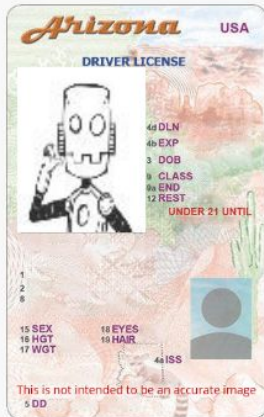 Arizona USA
DRIVER LICENSE
4d DLN
4b EXP
3 DOB
9 CLASS
9a END
12 REST
UNDER 21 UNTIL
1
2
8
15 SEX 18 EYES
16 HGT 19 HAIR
17 WGT
4a ISS
This is not intended to be an accurate image
5 DD